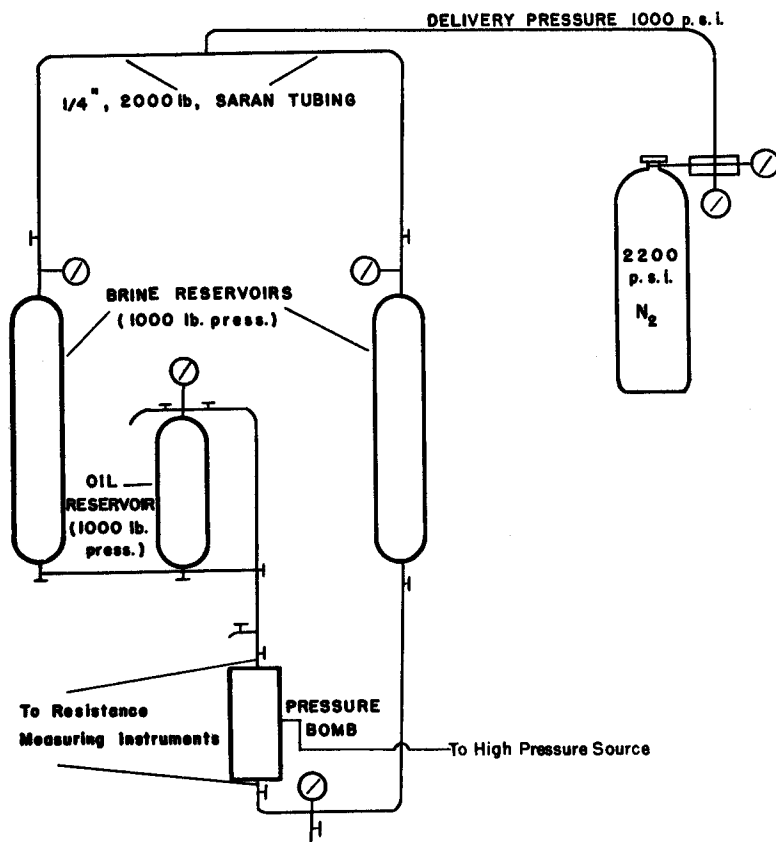 DELIVERY PRESSURE 1000 p.s.i.
1/4", 2000 lb, SARAN TUBING
2200
p.s.i.
N2
BRINE RESERVOIRS
(1000 lb. press.)
OIL
RESERVOIR
(1000 lb.
press.)
To Resistance
Measuring Instruments
PRESSURE
BOMB
To High Pressure Source